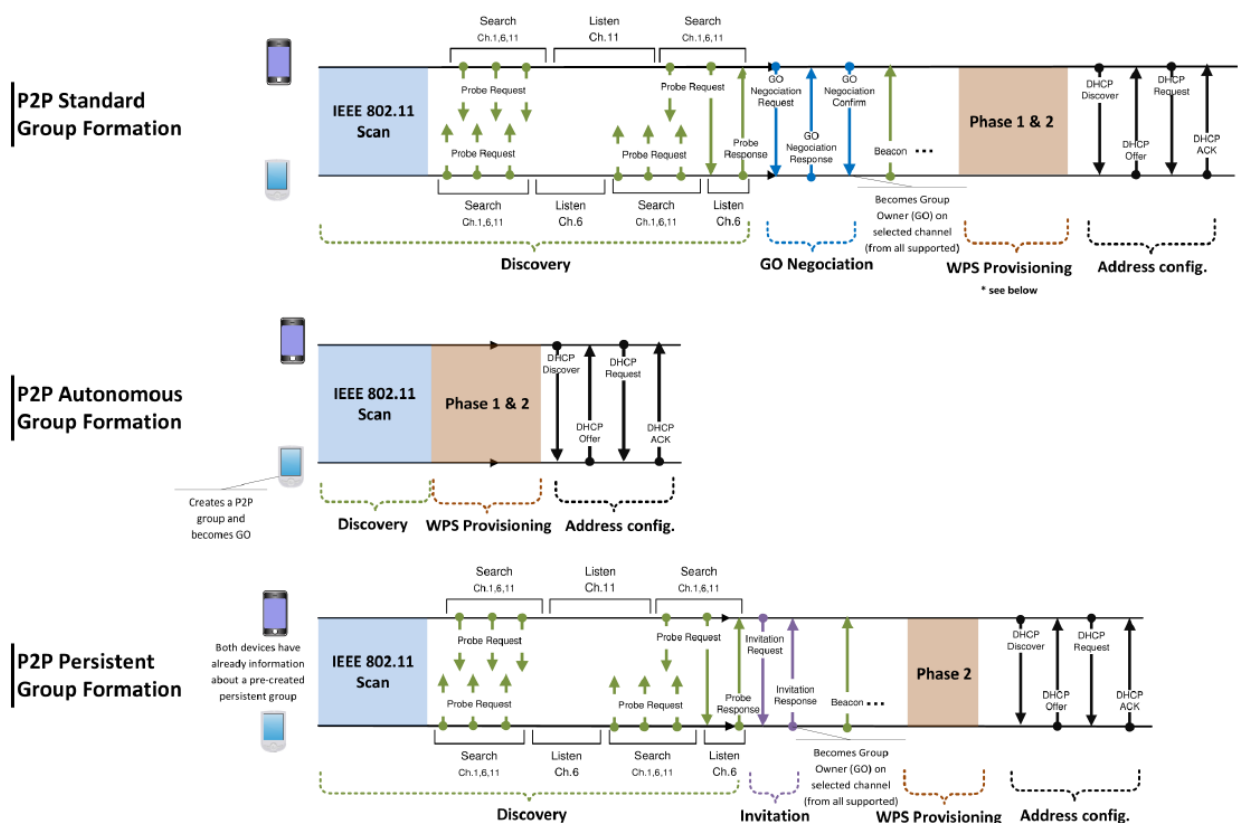 Search
Ch.1,6,11
Listen
Ch.11
Search
Ch.1,6,11
P2P Standard
Group Formation
IEEE 802.11
Scan
Probe Request
Probe Request
Probe Request
Probe Request
Probe
Response
GO
Negociation
Request
GO
Negociation
Response
GO
Negociation
Confirm
Beacon ...
Phase 1 & 2
DHCP
Discover
DHCP
Offer
DHCP
Request
DHCP
ACK
Search
Ch.1,6,11
Listen
Ch.6
Search
Ch.1,6,11
Listen
Ch.6
Becomes Group
Owner (GO) on
selected channel
(from all supported)
Discovery
GO Negociation
WPS Provisioning
* see below
Address config.
P2P Autonomous
Group Formation
IEEE 802.11
Scan
Phase 1 & 2
DHCP
Discover
DHCP
Offer
DHCP
Request
DHCP
ACK
Creates a P2P
group and
becomes GO
Discovery
WPS Provisioning
Address config.
Search
Ch.1,6,11
Listen
Ch.11
Search
Ch.1,6,11
P2P Persistent
Group Formation
Both devices have
already information
about a pre-created
persistent group
IEEE 802.11
Scan
Probe Request
Probe Request
Probe Request
Probe Request
Probe
Response
Invitation
Request
Invitation
Response
Beacon ...
Phase 2
DHCP
Discover
DHCP
Offer
DHCP
Request
DHCP
ACK
Search
Ch.1,6,11
Listen
Ch.6
Search
Ch.1,6,11
Listen
Ch.6
Becomes Group
Owner (GO) on
selected channel
(from all supported)
Discovery
Invitation
WPS Provisioning
Address config.